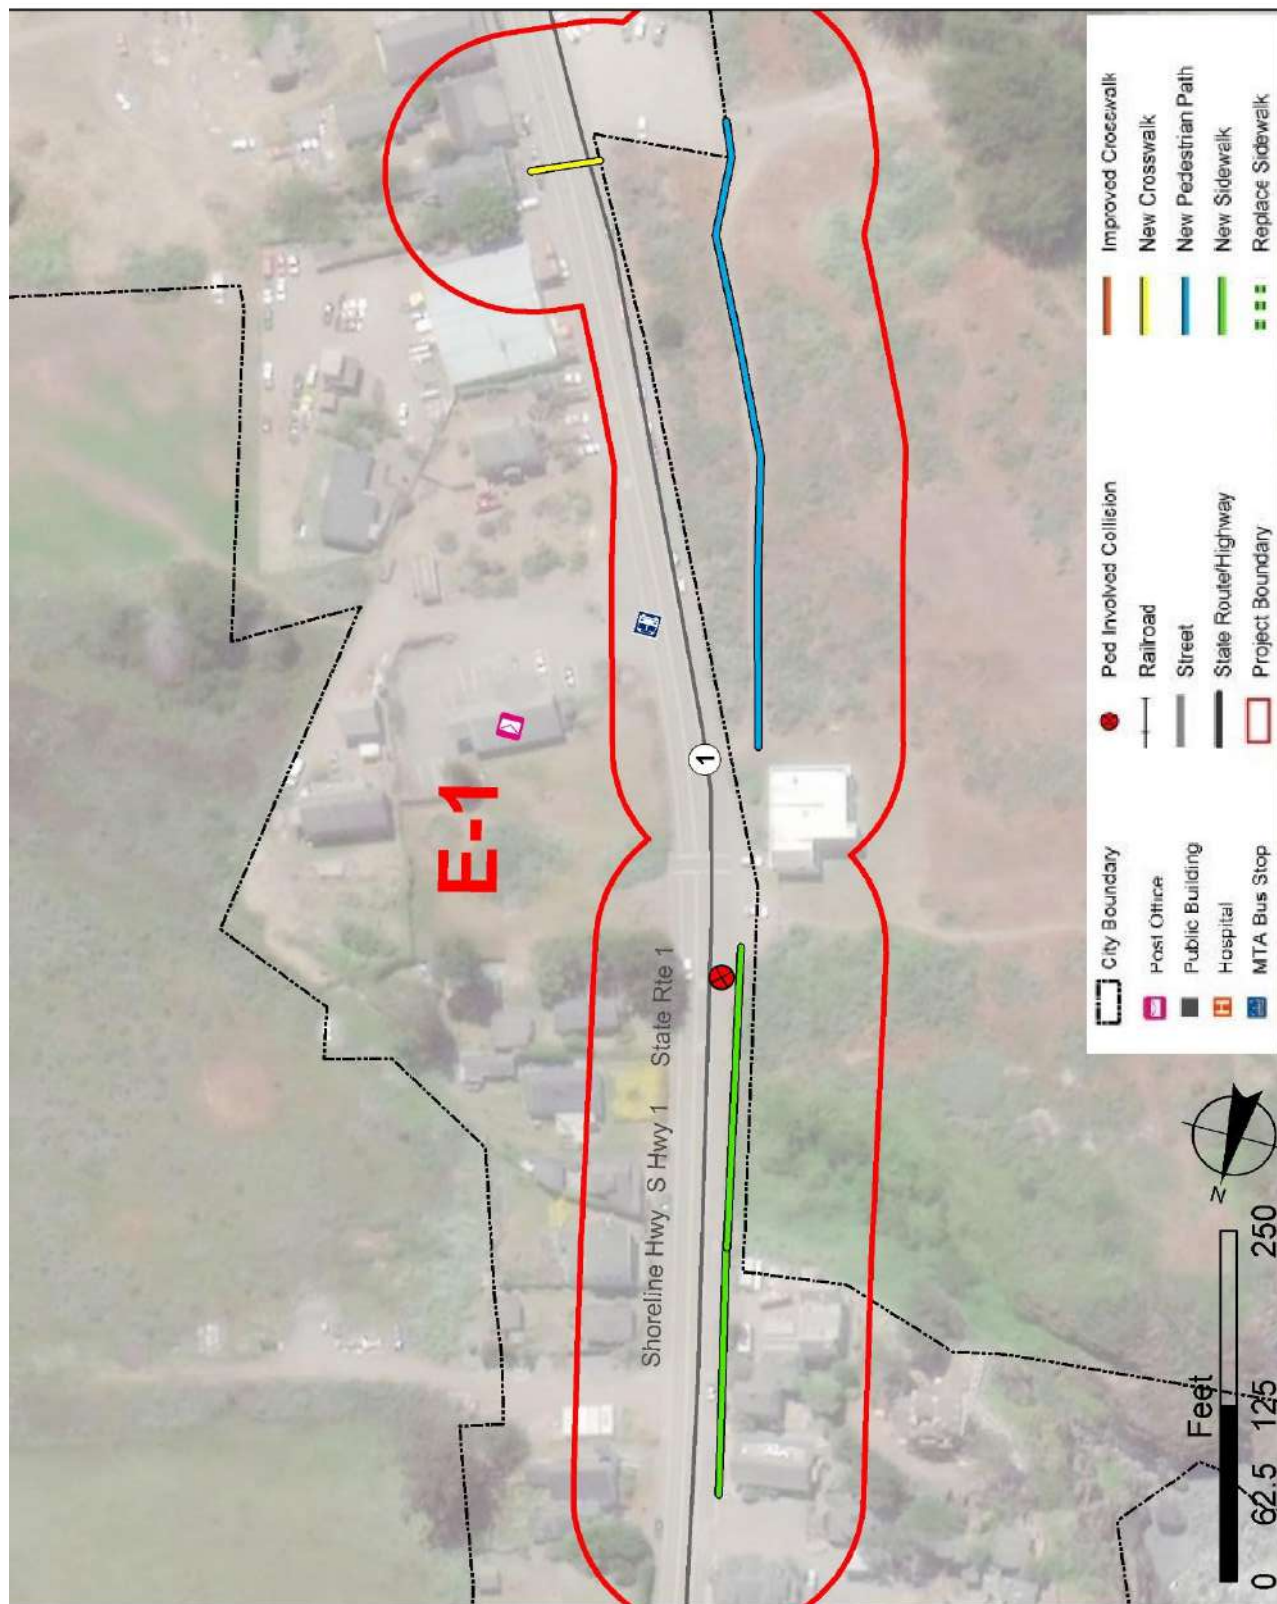 E-1
Shoreline Hwy, S Hwy 1 State Rte 1
1
N
Feet
0 62.5 125 250
City Boundary
Post Office
Public Building
Hospital
MTA Bus Stop
Ped Involved Collision
Railroad
Street
State Route/Highway
Project Boundary
Improved Crosswalk
New Crosswalk
New Pedestrian Path
New Sidewalk
Replace Sidewalk
H